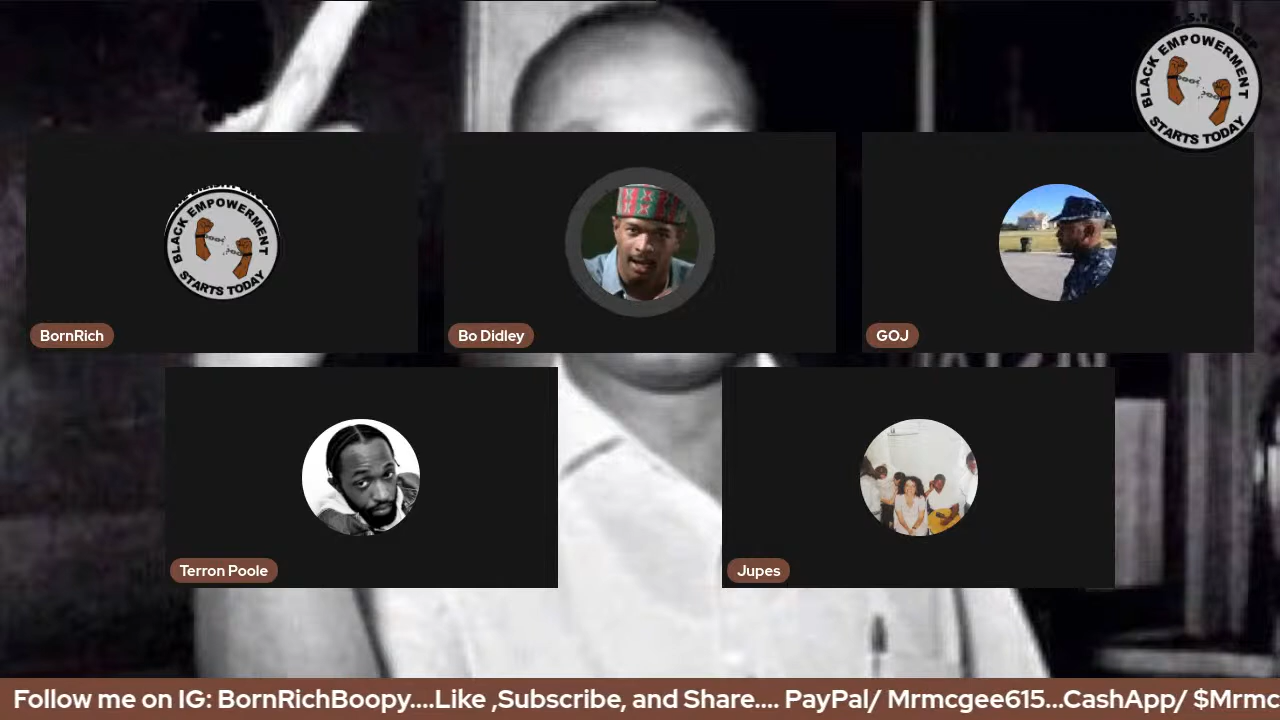 BLACK EMPOWERMENT
STARTS TODAY
BLACK EMPOWERMENT
STARTS TODAY
BornRich
Bo Didley
GOJ
Terron Poole
Jupes
Follow me on IG: BornRichBoopy....Like ,Subscribe, and Share.... PayPal/ Mrmcgee615...CashApp/ $Mrmc